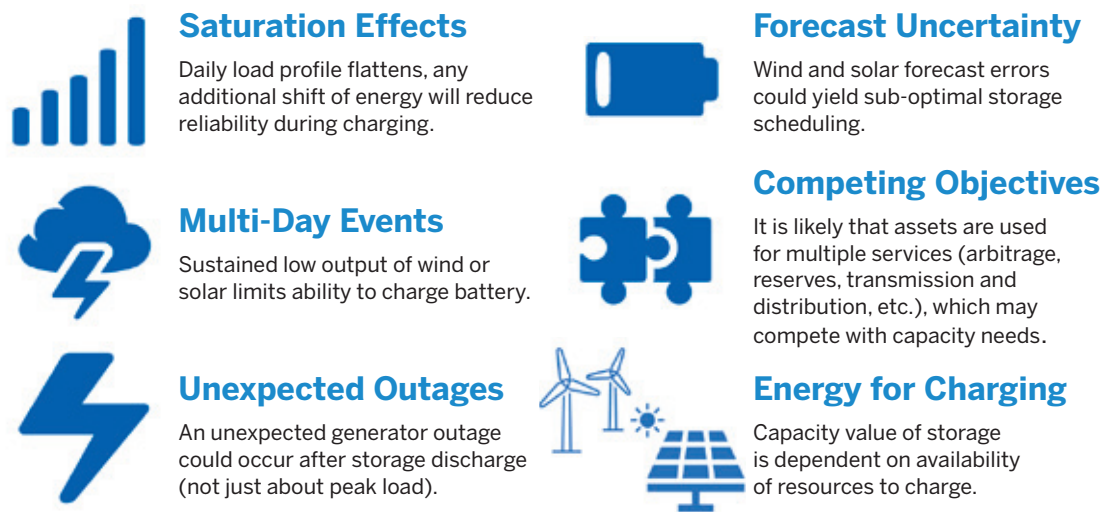 Saturation Effects
Daily load profile flattens, any
additional shift of energy will reduce
reliability during charging.
Multi-Day Events
Sustained low output of wind or
solar limits ability to charge battery.
Unexpected Outages
An unexpected generator outage
could occur after storage discharge
(not just about peak load).
Forecast Uncertainty
Wind and solar forecast errors
could yield sub-optimal storage
scheduling.
Competing Objectives
It is likely that assets are used
for multiple services (arbitrage,
reserves, transmission and
distribution, etc.), which may
compete with capacity needs.
Energy for Charging
Capacity value of storage
is dependent on availability
of resources to charge.